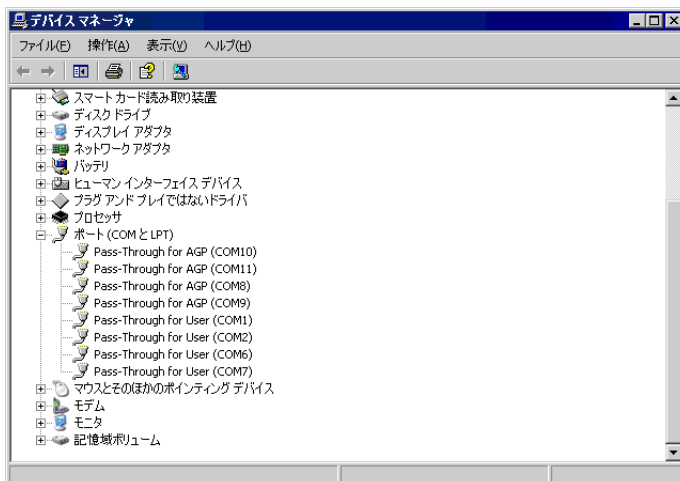 デバイス マネージャ
ファイル(F) 操作(A) 表示(V) ヘルプ(H)
スマート カード読み取り装置
ディスク ドライブ
ディスプレイ アダプタ
ネットワーク アダプタ
バッテリ
ヒューマン インターフェイス デバイス
プラグ アンド プレイではないドライバ
プロセッサ
ポート (COM と LPT)
Pass-Through for AGP (COM10)
Pass-Through for AGP (COM11)
Pass-Through for AGP (COM8)
Pass-Through for AGP (COM9)
Pass-Through for User (COM1)
Pass-Through for User (COM2)
Pass-Through for User (COM6)
Pass-Through for User (COM7)
マウスとそのほかのポインティング デバイス
モデム
モニタ
記憶域ボリューム